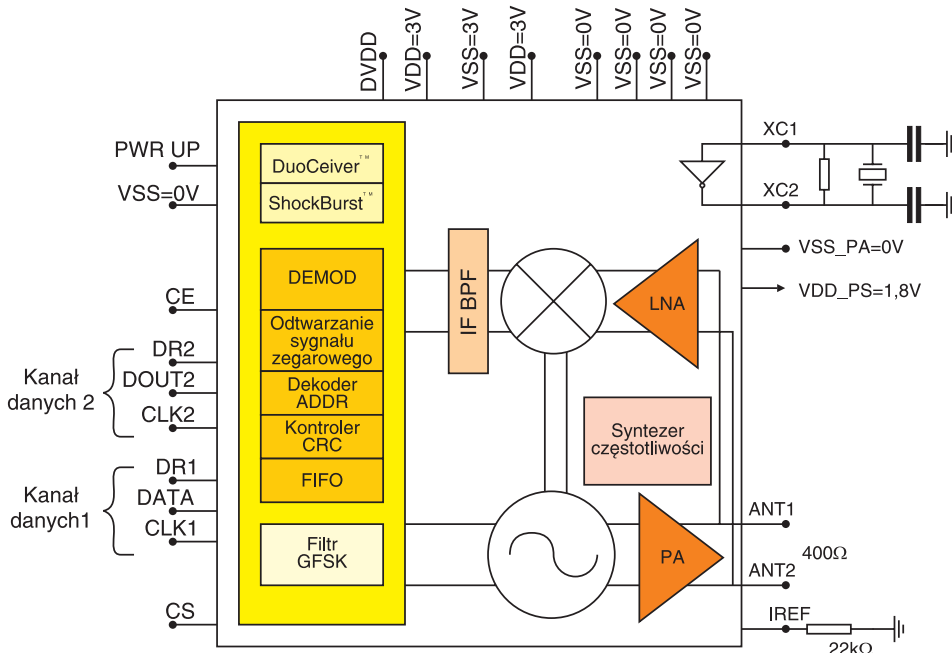 DVDD
VDD=3V
VSS=3V
VDD=3V
VSS=0V
VSS=0V
VSS=0V
VSS=0V
PWR UP
VSS=0V
CE
Kanał
danych 2
DR2
DOUT2
CLK2
Kanał
danych1
DR1
DATA
CLK1
CS
DuoCeiver™
ShockBurst™
DEMOD
Odtwarzanie
sygnału
zegarowego
Dekoder
ADDR
Kontroler
CRC
FIFO
Filtr
GFSK
IF BPF
LNA
Syntezer
częstotliwości
PA
XC1
XC2
VSS_PA=0V
VDD_PS=1,8V
ANT1
400Ω
ANT2
IREF
22kΩ